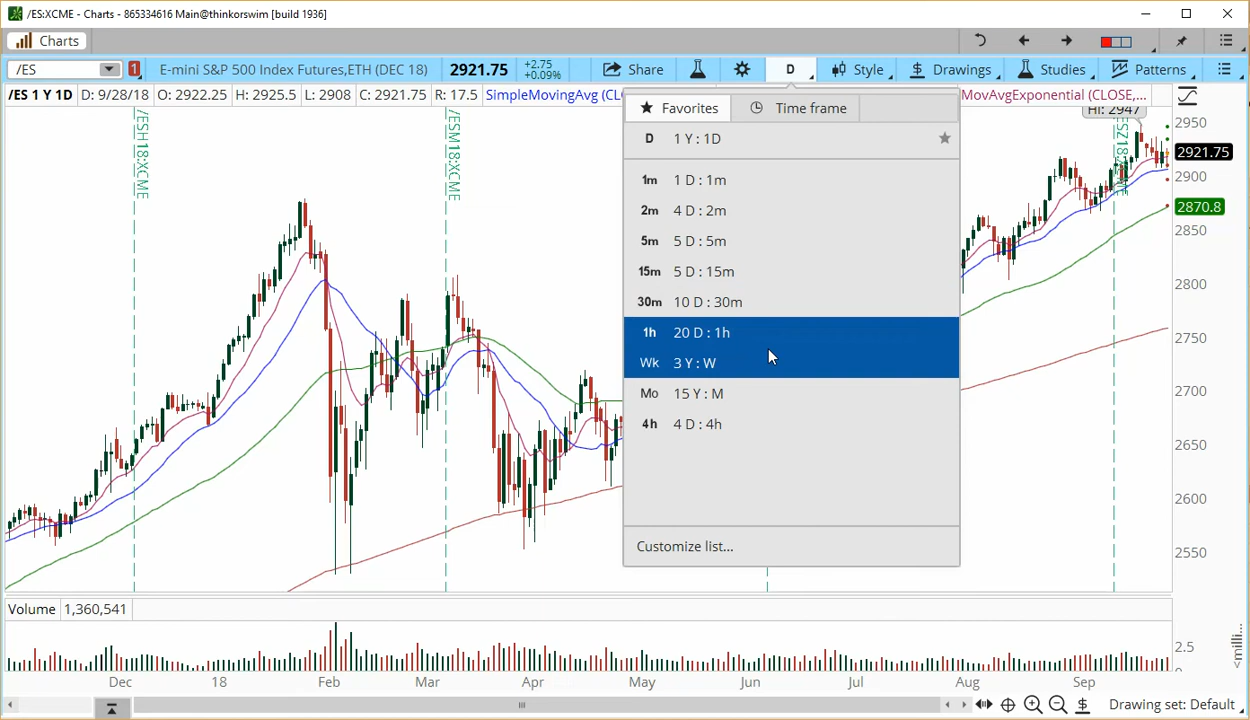 /ES:XCME - Charts - 865334616 Main@thinkorswim [build 1936]
Charts
/ES 1 E-mini S&P 500 Index Futures,ETH (DEC 18) 2921.75 +2.75 +0.09% Share D Style $ Drawings Studies Patterns
/ES 1 Y 1D D: 9/28/18 O: 2922.25 H: 2925.5 L: 2908 C: 2921.75 R: 17.5 SimpleMovingAvg (CL MovAvgExponential (CLOSE,...
Favorites Time frame
D 1 Y : 1D
1m 1 D : 1m
2m 4 D : 2m
5m 5 D : 5m
15m 5 D : 15m
30m 10 D : 30m
1h 20 D : 1h
Wk 3 Y : W
Mo 15 Y : M
4h 4 D : 4h
Customize list...
/ESH18:XCME
/ESM18:XCME
Hi: 2947
2950
2921.75
2900
2870.8
2850
2800
2750
2700
2650
2600
2550
Volume 1,360,541
2.5
<milli...
Dec 18 Feb Mar Apr May Jun Jul Aug Sep
Drawing set: Default